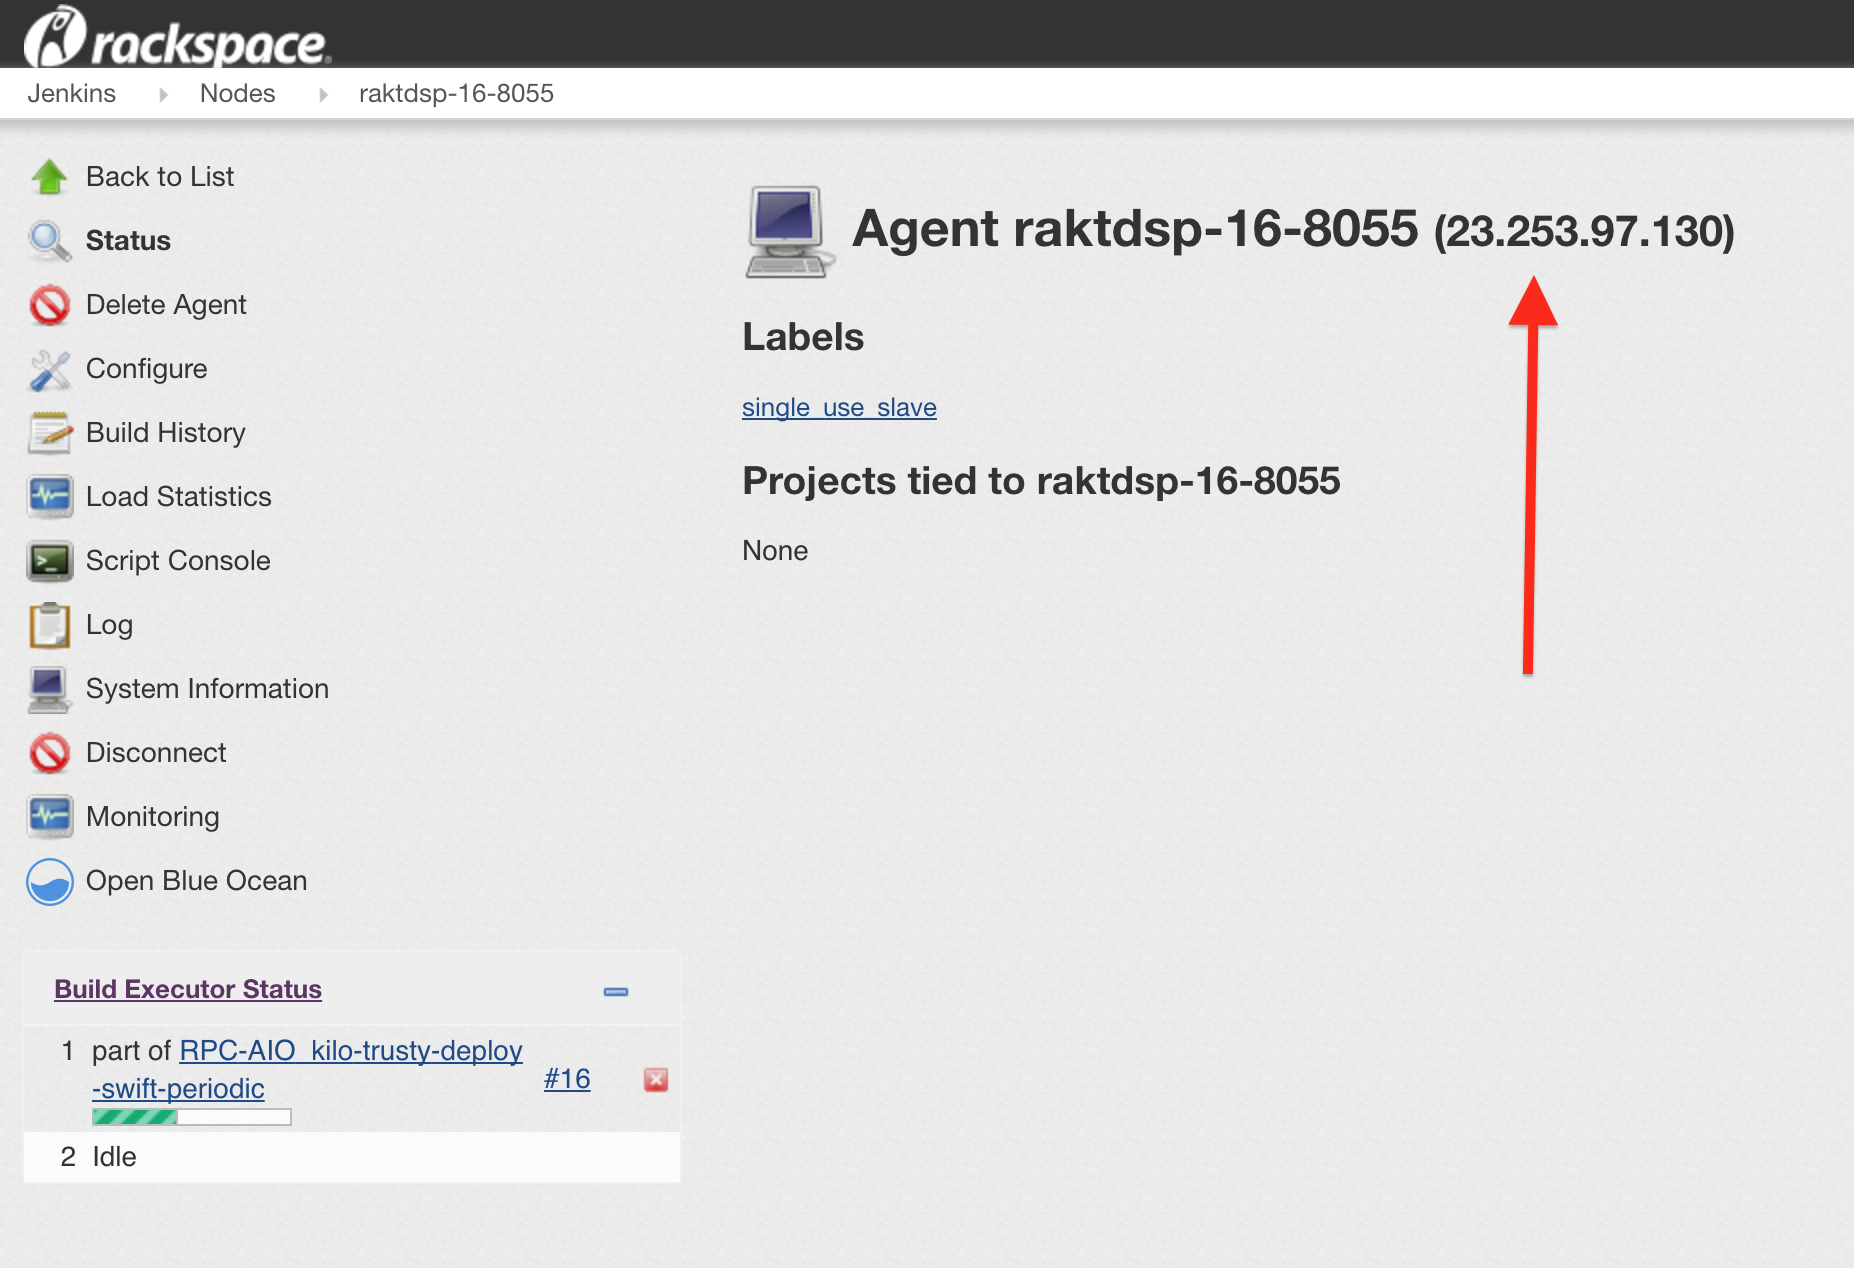 rackspace.
Jenkins Nodes raktdsp-16-8055
Back to List
Status
Delete Agent
Configure
Build History
Load Statistics
Script Console
Log
System Information
Disconnect
Monitoring
Open Blue Ocean
Build Executor Status
1 part of RPC-AIO_kilo-trusty-deploy
-swift-periodic
#16
2 Idle
Agent raktdsp-16-8055 (23.253.97.130)
Labels
single_use_slave
Projects tied to raktdsp-16-8055
None